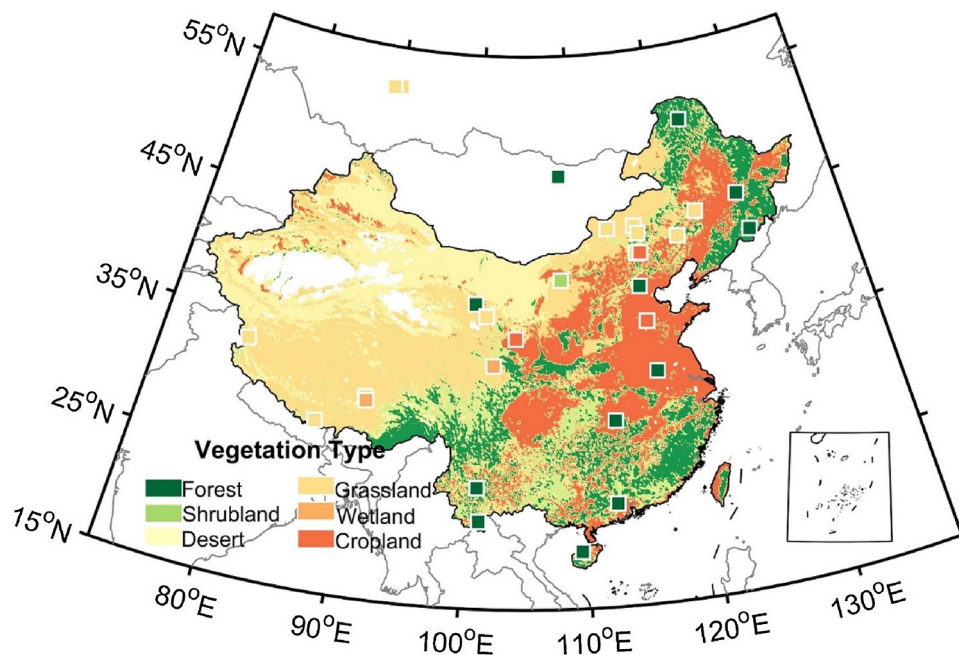 55°N
45°N
35°N
25°N
15°N
Vegetation Type
Forest
Grassland
Shrubland
Wetland
Desert
Cropland
80°E
90°E
100°E
110°E
120°E
130°E